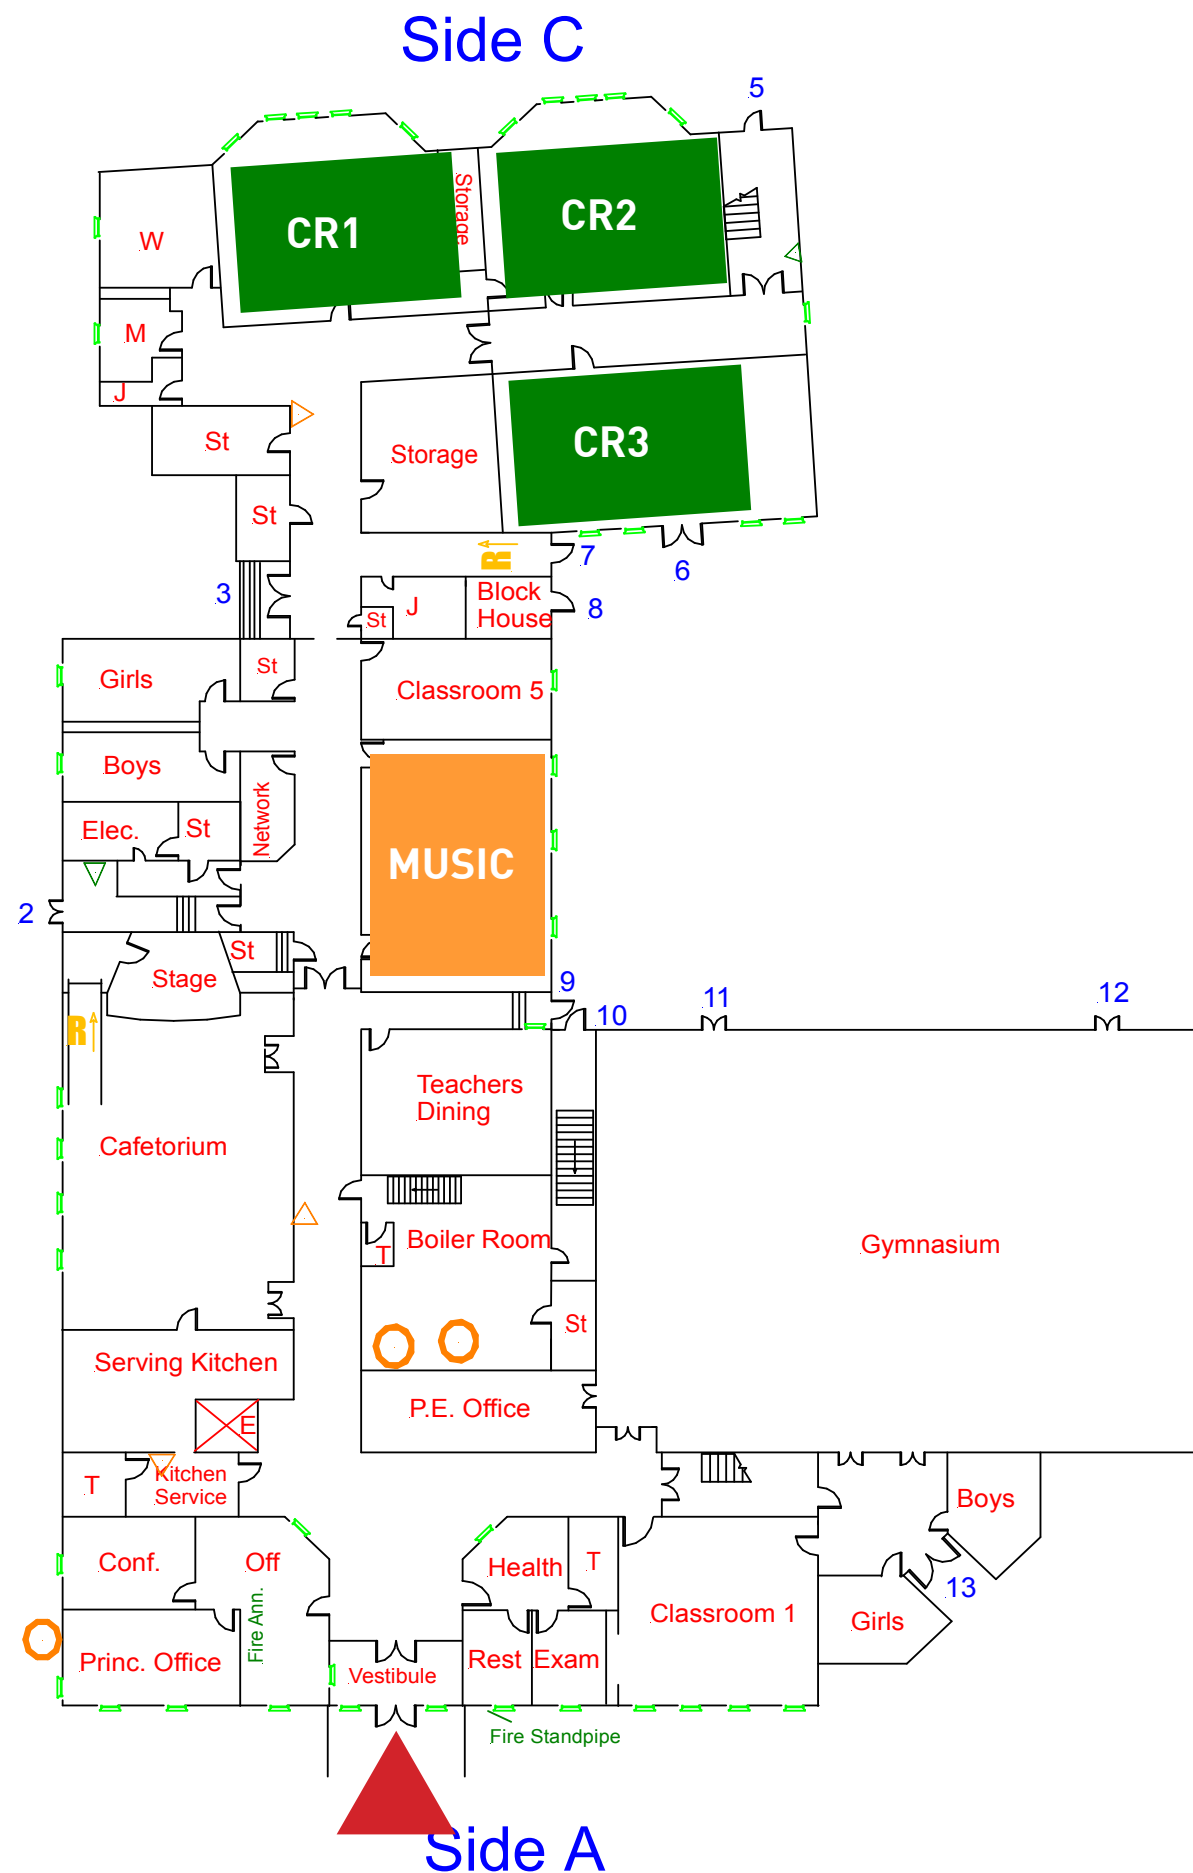 Side C
5
CR1
Storage
CR2
W
M
J
St
Storage
CR3
St
R
7
6
3
8
St
J
Block
House
Girls
St
Classroom 5
Boys
Network
Elec.
St
MUSIC
2
St
Stage
9
10
11
12
R
Teachers
Dining
Cafetorium
Boiler Room
T
Gymnasium
St
Serving Kitchen
P.E. Office
E
T
Kitchen
Service
Boys
Conf.
Off
Health
T
13
Fire Ann.
Classroom 1
Girls
Princ. Office
Vestibule
Rest
Exam
Fire Standpipe
Side A